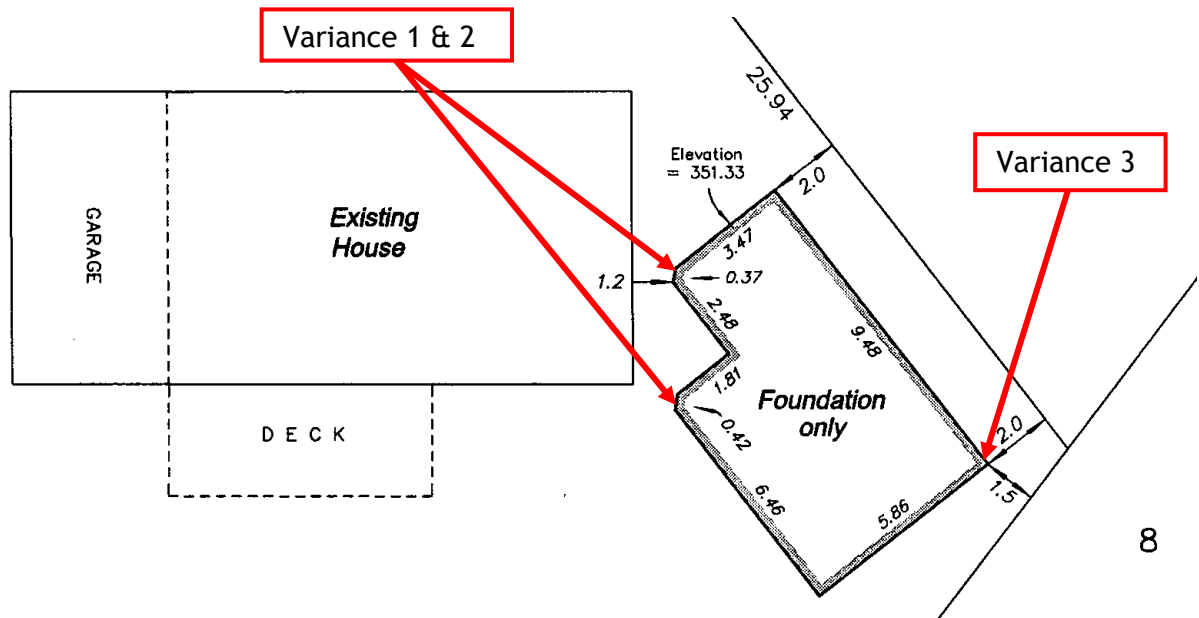 Variance 1 & 2
25.94
Variance 3
Elevation
= 351.33
2.0
GARAGE
Existing
House
3.47
1.2
0.37
2.48
9.48
1.81
Foundation
only
0.42
DECK
2.0
1.5
6.46
5.86
8